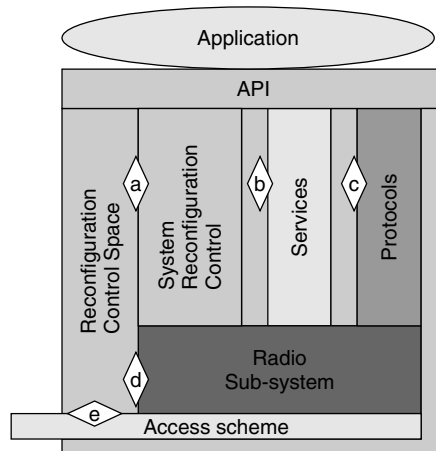 Application
API
Reconfiguration
Control Space
a
System
Reconfiguration
Control
b
Services
c
Protocols
d
Radio
Sub-system
e
Access scheme